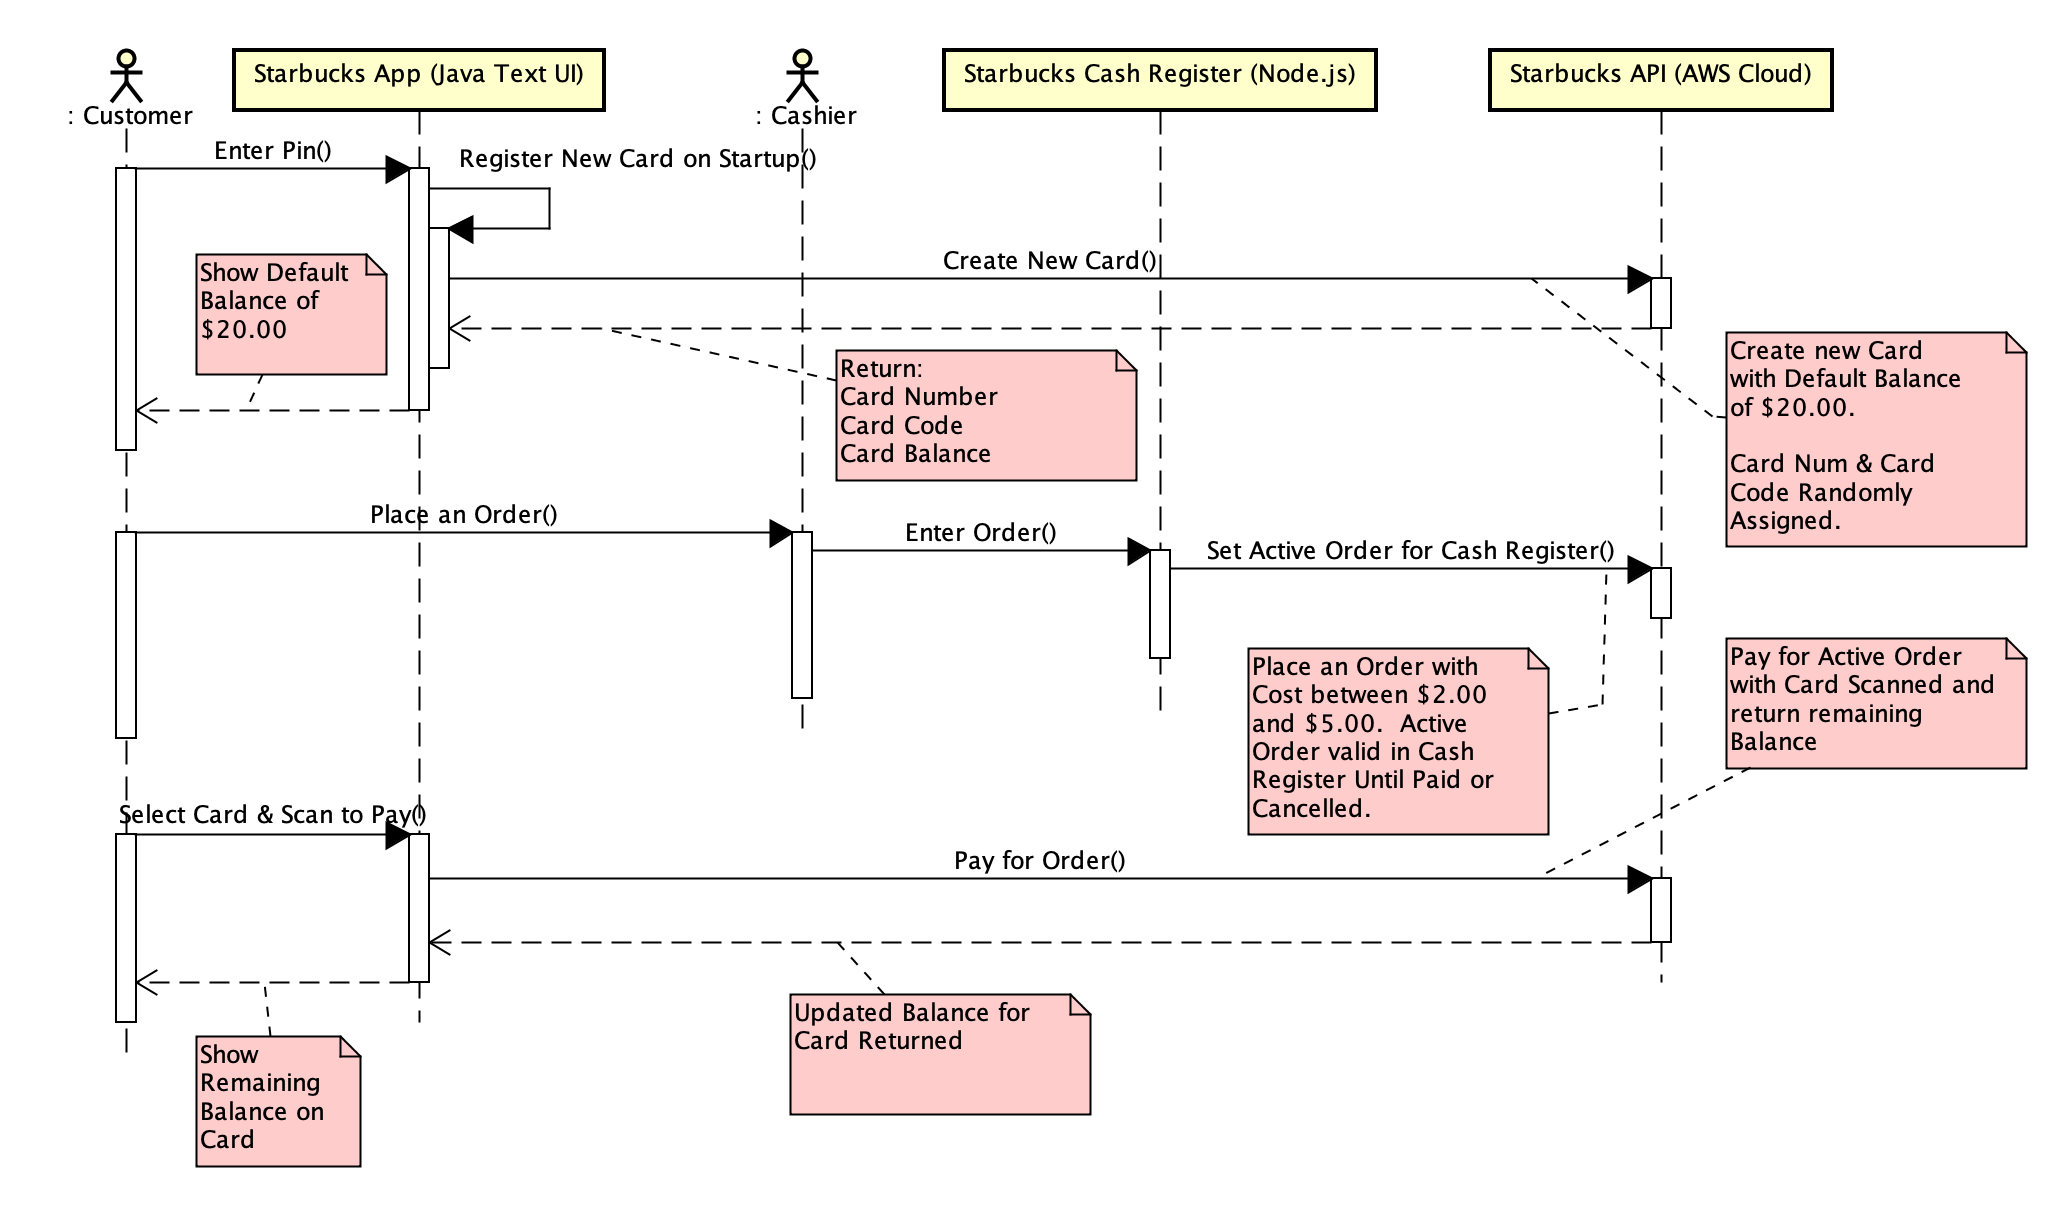 : Customer
Starbucks App (Java Text UI)
: Cashier
Starbucks Cash Register (Node.js)
Starbucks API (AWS Cloud)
Enter Pin()
Register New Card on Startup()
Create New Card()
Show Default
Balance of
$20.00
Return:
Card Number
Card Code
Card Balance
Create new Card
with Default Balance
of $20.00.
Card Num & Card
Code Randomly
Assigned.
Place an Order()
Enter Order()
Set Active Order for Cash Register()
Place an Order with
Cost between $2.00
and $5.00.  Active
Order valid in Cash
Register Until Paid or
Cancelled.
Pay for Active Order
with Card Scanned and
return remaining
Balance
Select Card & Scan to Pay()
Pay for Order()
Updated Balance for
Card Returned
Show
Remaining
Balance on
Card